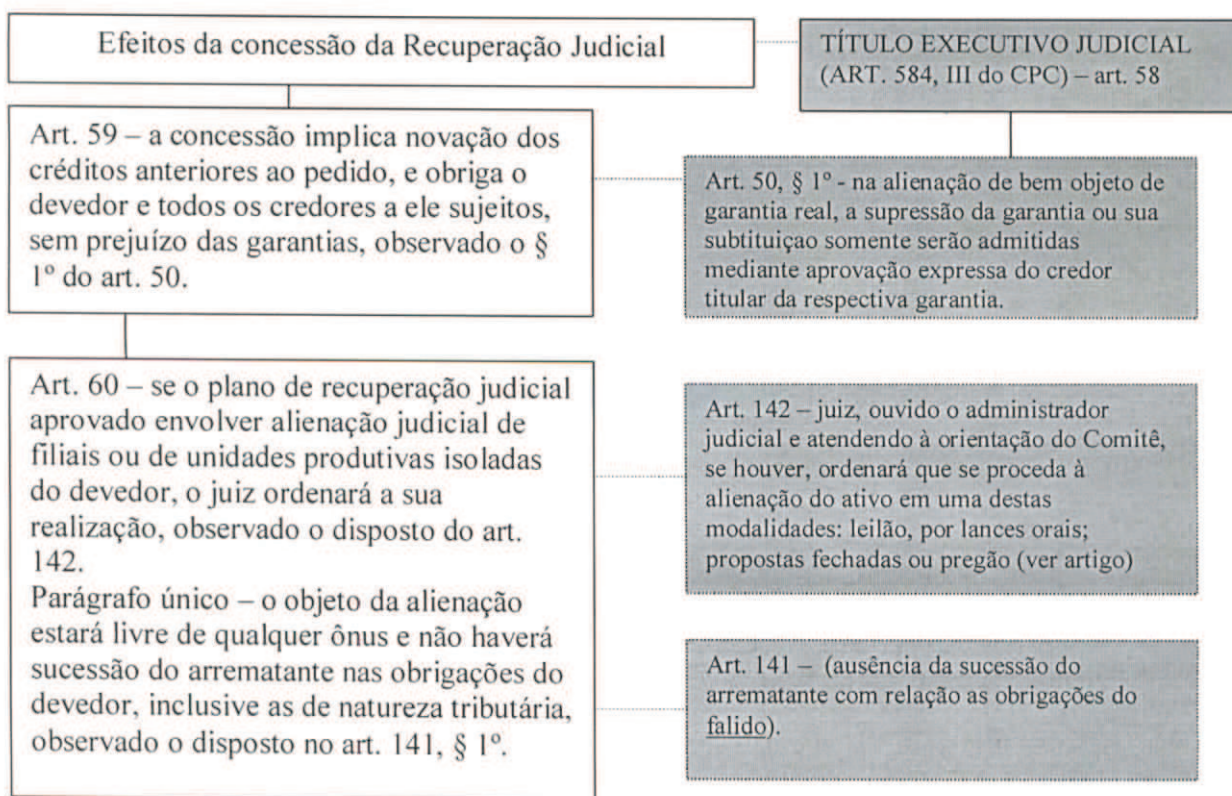 Efeitos da concessão da Recuperação Judicial
TÍTULO EXECUTIVO JUDICIAL
(ART. 584, III do CPC) – art. 58
Art. 59 – a concessão implica novação dos
créditos anteriores ao pedido, e obriga o
devedor e todos os credores a ele sujeitos,
sem prejuízo das garantias, observado o §
1º do art. 50.
Art. 50, § 1º - na alienação de bem objeto de
garantia real, a supressão da garantia ou sua
subtituiçao somente serão admitidas
mediante aprovação expressa do credor
titular da respectiva garantia.
Art. 60 – se o plano de recuperação judicial
aprovado envolver alienação judicial de
filiais ou de unidades produtivas isoladas
do devedor, o juiz ordenará a sua
realização, observado o disposto do art.
142.
Parágrafo único – o objeto da alienação
estará livre de qualquer ônus e não haverá
sucessão do arrematante nas obrigações do
devedor, inclusive as de natureza tributária,
observado o disposto no art. 141, § 1º.
Art. 142 – juiz, ouvido o administrador
judicial e atendendo à orientação do Comitê,
se houver, ordenará que se proceda à
alienação do ativo em uma destas
modalidades: leilão, por lances orais;
propostas fechadas ou pregão (ver artigo)
Art. 141 – (ausência da sucessão do
arrematante com relação as obrigações do
falido).